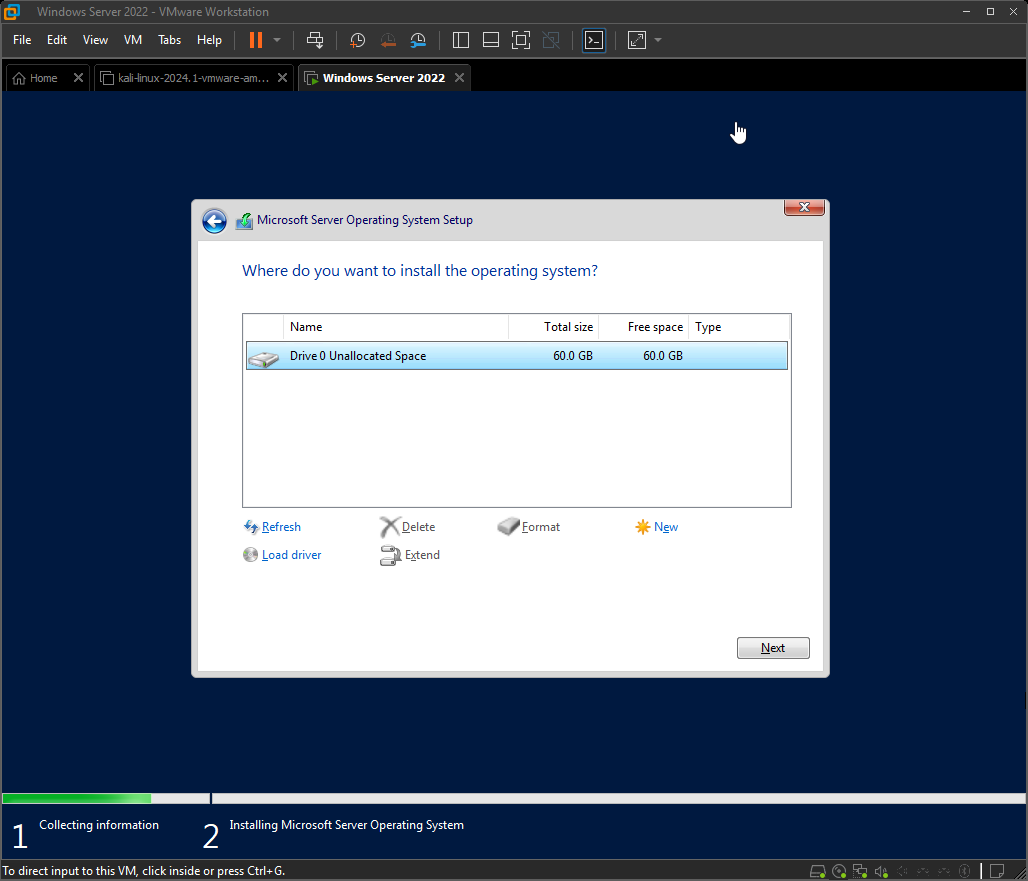 Windows Server 2022 - VMware Workstation
File Edit View VM Tabs Help
Home kali-linux-2024.1-vmware-am... Windows Server 2022
Microsoft Server Operating System Setup
Where do you want to install the operating system?
Name Total size Free space Type
Drive 0 Unallocated Space 60.0 GB 60.0 GB
Refresh Delete Format New
Load driver Extend
Next
1 Collecting information 2 Installing Microsoft Server Operating System
To direct input to this VM, click inside or press Ctrl+G.